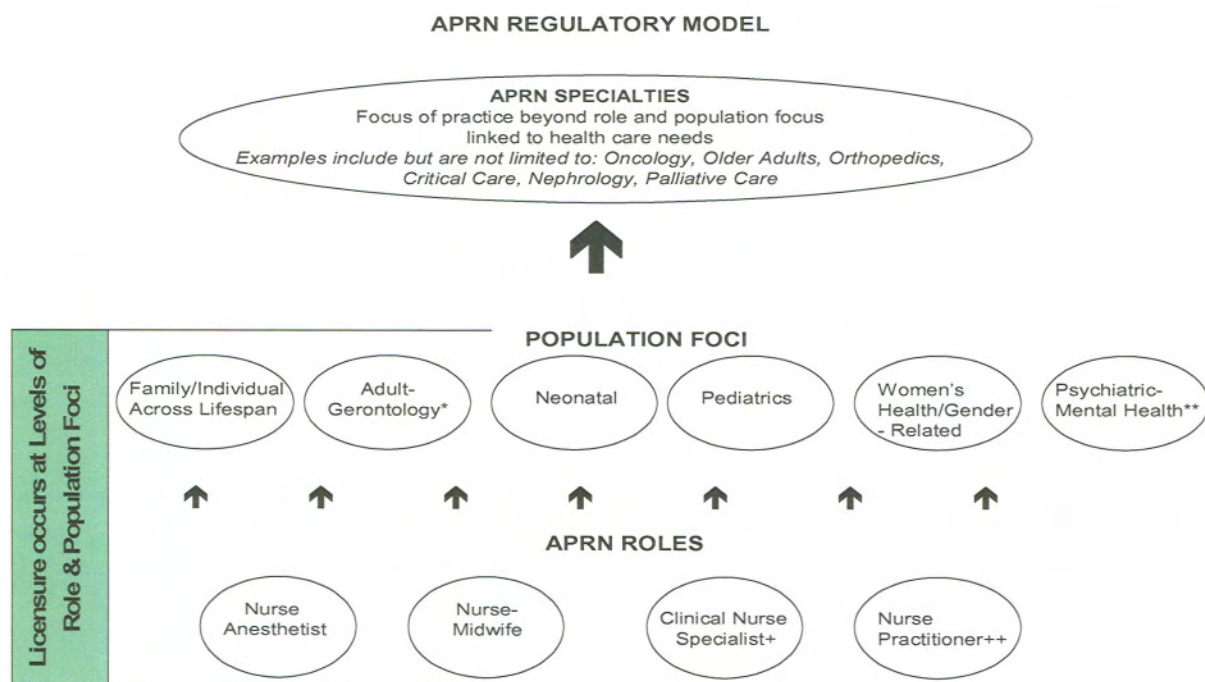 APRN REGULATORY MODEL
APRN SPECIALTIES
Focus of practice beyond role and population focus
linked to health care needs
Examples include but are not limited to: Oncology, Older Adults, Orthopedics,
Critical Care, Nephrology, Palliative Care
Licensure occurs at Levels of
Role & Population Foci
POPULATION FOCI
Family/Individual
Across Lifespan
Adult-
Gerontology*
Neonatal
Pediatrics
Women's
Health/Gender
- Related
Psychiatric-
Mental Health**
APRN ROLES
Nurse
Anesthetist
Nurse-
Midwife
Clinical Nurse
Specialist+
Nurse
Practitioner++